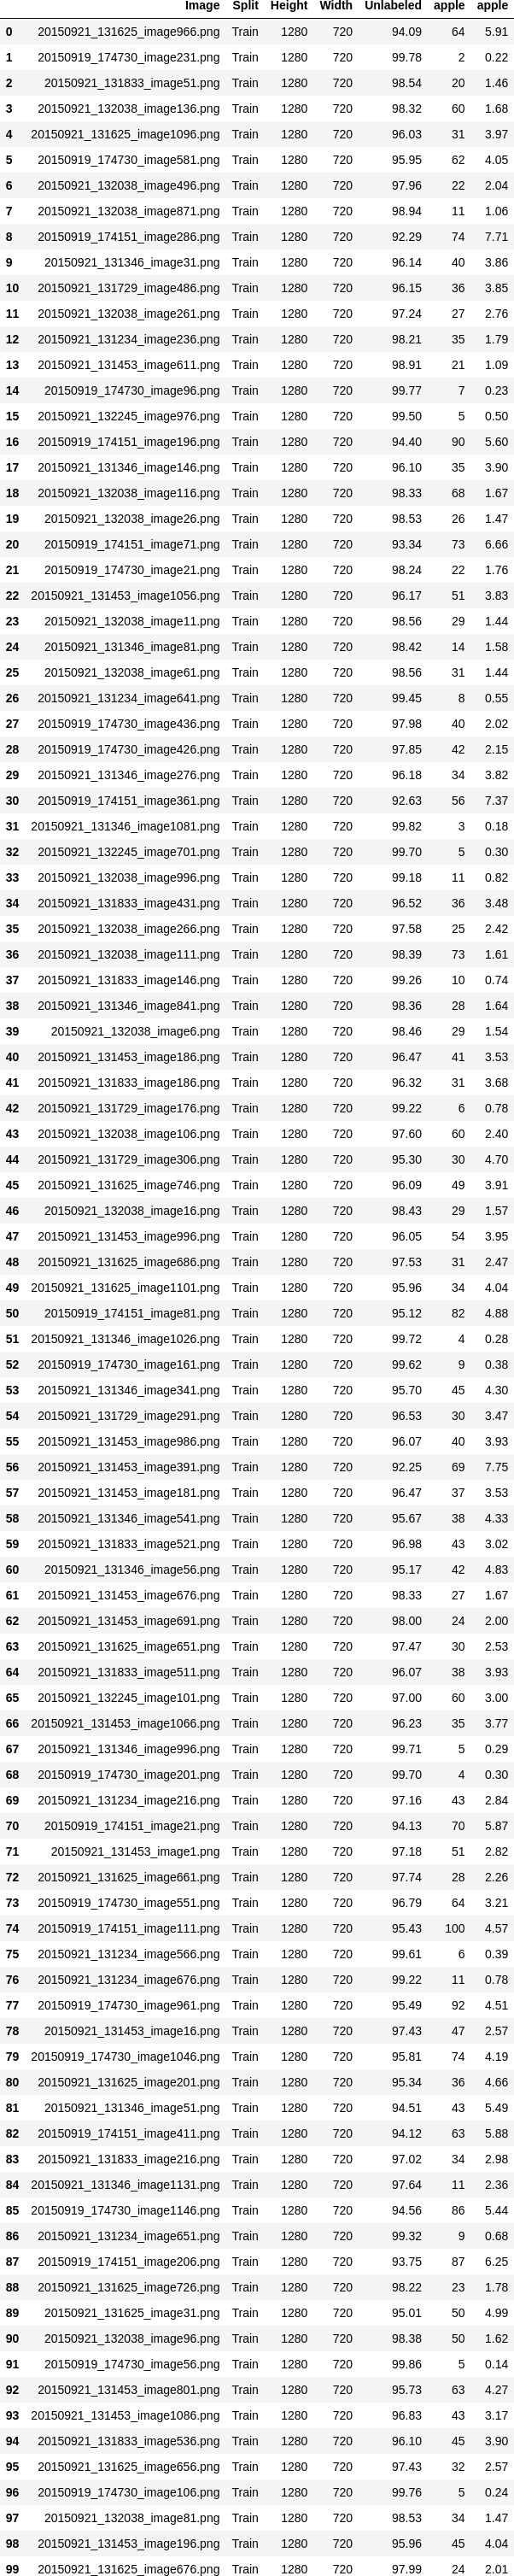 Image Split Height Width Unlabeled apple apple
0 20150921_131625_image966.png Train 1280 720 94.09 64 5.91
1 20150919_174730_image231.png Train 1280 720 99.78 2 0.22
2 20150921_131833_image51.png Train 1280 720 98.54 20 1.46
3 20150921_132038_image136.png Train 1280 720 98.32 60 1.68
4 20150921_131625_image1096.png Train 1280 720 96.03 31 3.97
5 20150919_174730_image581.png Train 1280 720 95.95 62 4.05
6 20150921_132038_image496.png Train 1280 720 97.96 22 2.04
7 20150921_132038_image871.png Train 1280 720 98.94 11 1.06
8 20150919_174151_image286.png Train 1280 720 92.29 74 7.71
9 20150921_131346_image31.png Train 1280 720 96.14 40 3.86
10 20150921_131729_image486.png Train 1280 720 96.15 36 3.85
11 20150921_132038_image261.png Train 1280 720 97.24 27 2.76
12 20150921_131234_image236.png Train 1280 720 98.21 35 1.79
13 20150921_131453_image611.png Train 1280 720 98.91 21 1.09
14 20150919_174730_image96.png Train 1280 720 99.77 7 0.23
15 20150921_132245_image976.png Train 1280 720 99.50 5 0.50
16 20150919_174151_image196.png Train 1280 720 94.40 90 5.60
17 20150921_131346_image146.png Train 1280 720 96.10 35 3.90
18 20150921_132038_image116.png Train 1280 720 98.33 68 1.67
19 20150921_132038_image26.png Train 1280 720 98.53 26 1.47
20 20150919_174151_image71.png Train 1280 720 93.34 73 6.66
21 20150919_174730_image21.png Train 1280 720 98.24 22 1.76
22 20150921_131453_image1056.png Train 1280 720 96.17 51 3.83
23 20150921_132038_image11.png Train 1280 720 98.56 29 1.44
24 20150921_131346_image81.png Train 1280 720 98.42 14 1.58
25 20150921_132038_image61.png Train 1280 720 98.56 31 1.44
26 20150921_131234_image641.png Train 1280 720 99.45 8 0.55
27 20150919_174730_image436.png Train 1280 720 97.98 40 2.02
28 20150919_174730_image426.png Train 1280 720 97.85 42 2.15
29 20150921_131346_image276.png Train 1280 720 96.18 34 3.82
30 20150919_174151_image361.png Train 1280 720 92.63 56 7.37
31 20150921_131346_image1081.png Train 1280 720 99.82 3 0.18
32 20150921_132245_image701.png Train 1280 720 99.70 5 0.30
33 20150921_132038_image996.png Train 1280 720 99.18 11 0.82
34 20150921_131833_image431.png Train 1280 720 96.52 36 3.48
35 20150921_132038_image266.png Train 1280 720 97.58 25 2.42
36 20150921_132038_image111.png Train 1280 720 98.39 73 1.61
37 20150921_131833_image146.png Train 1280 720 99.26 10 0.74
38 20150921_131346_image841.png Train 1280 720 98.36 28 1.64
39 20150921_132038_image6.png Train 1280 720 98.46 29 1.54
40 20150921_131453_image186.png Train 1280 720 96.47 41 3.53
41 20150921_131833_image186.png Train 1280 720 96.32 31 3.68
42 20150921_131729_image176.png Train 1280 720 99.22 6 0.78
43 20150921_132038_image106.png Train 1280 720 97.60 60 2.40
44 20150921_131729_image306.png Train 1280 720 95.30 30 4.70
45 20150921_131625_image746.png Train 1280 720 96.09 49 3.91
46 20150921_132038_image16.png Train 1280 720 98.43 29 1.57
47 20150921_131453_image996.png Train 1280 720 96.05 54 3.95
48 20150921_131625_image686.png Train 1280 720 97.53 31 2.47
49 20150921_131625_image1101.png Train 1280 720 95.96 34 4.04
50 20150919_174151_image81.png Train 1280 720 95.12 82 4.88
51 20150921_131346_image1026.png Train 1280 720 99.72 4 0.28
52 20150919_174730_image161.png Train 1280 720 99.62 9 0.38
53 20150921_131346_image341.png Train 1280 720 95.70 45 4.30
54 20150921_131729_image291.png Train 1280 720 96.53 30 3.47
55 20150921_131453_image986.png Train 1280 720 96.07 40 3.93
56 20150921_131453_image391.png Train 1280 720 92.25 69 7.75
57 20150921_131453_image181.png Train 1280 720 96.47 37 3.53
58 20150921_131346_image541.png Train 1280 720 95.67 38 4.33
59 20150921_131833_image521.png Train 1280 720 96.98 43 3.02
60 20150921_131346_image56.png Train 1280 720 95.17 42 4.83
61 20150921_131453_image676.png Train 1280 720 98.33 27 1.67
62 20150921_131453_image691.png Train 1280 720 98.00 24 2.00
63 20150921_131625_image651.png Train 1280 720 97.47 30 2.53
64 20150921_131833_image511.png Train 1280 720 96.07 38 3.93
65 20150921_132245_image101.png Train 1280 720 97.00 60 3.00
66 20150921_131453_image1066.png Train 1280 720 96.23 35 3.77
67 20150921_131346_image996.png Train 1280 720 99.71 5 0.29
68 20150919_174730_image201.png Train 1280 720 99.70 4 0.30
69 20150921_131234_image216.png Train 1280 720 97.16 43 2.84
70 20150919_174151_image21.png Train 1280 720 94.13 70 5.87
71 20150921_131453_image1.png Train 1280 720 97.18 51 2.82
72 20150921_131625_image661.png Train 1280 720 97.74 28 2.26
73 20150919_174730_image551.png Train 1280 720 96.79 64 3.21
74 20150919_174151_image111.png Train 1280 720 95.43 100 4.57
75 20150921_131234_image566.png Train 1280 720 99.61 6 0.39
76 20150921_131234_image676.png Train 1280 720 99.22 11 0.78
77 20150919_174730_image961.png Train 1280 720 95.49 92 4.51
78 20150921_131453_image16.png Train 1280 720 97.43 47 2.57
79 20150919_174730_image1046.png Train 1280 720 95.81 74 4.19
80 20150921_131625_image201.png Train 1280 720 95.34 36 4.66
81 20150921_131346_image51.png Train 1280 720 94.51 43 5.49
82 20150919_174151_image411.png Train 1280 720 94.12 63 5.88
83 20150921_131833_image216.png Train 1280 720 97.02 34 2.98
84 20150921_131346_image1131.png Train 1280 720 97.64 11 2.36
85 20150919_174730_image1146.png Train 1280 720 94.56 86 5.44
86 20150921_131234_image651.png Train 1280 720 99.32 9 0.68
87 20150919_174151_image206.png Train 1280 720 93.75 87 6.25
88 20150921_131625_image726.png Train 1280 720 98.22 23 1.78
89 20150921_131625_image31.png Train 1280 720 95.01 50 4.99
90 20150921_132038_image96.png Train 1280 720 98.38 50 1.62
91 20150919_174730_image56.png Train 1280 720 99.86 5 0.14
92 20150921_131453_image801.png Train 1280 720 95.73 63 4.27
93 20150921_131453_image1086.png Train 1280 720 96.83 43 3.17
94 20150921_131833_image536.png Train 1280 720 96.10 45 3.90
95 20150921_131625_image656.png Train 1280 720 97.43 32 2.57
96 20150919_174730_image106.png Train 1280 720 99.76 5 0.24
97 20150921_132038_image81.png Train 1280 720 98.53 34 1.47
98 20150921_131453_image196.png Train 1280 720 95.96 45 4.04
99 20150921_131625_image676.png Train 1280 720 97.99 24 2.01